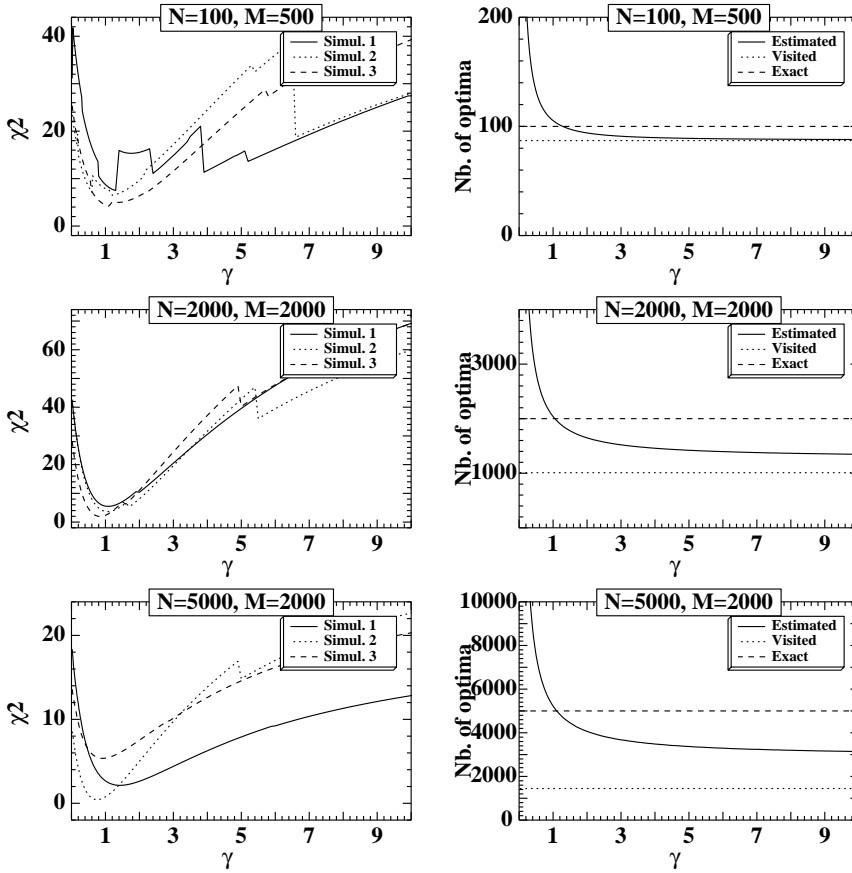 N=100, M=500
40
20
0
χ2
Simul. 1
Simul. 2
Simul. 3
1 3 5 7 9
γ
N=100, M=500
200
100
0
Nb. of optima
Estimated
Visited
Exact
1 3 5 7 9
γ
N=2000, M=2000
60
40
20
0
χ2
Simul. 1
Simul. 2
Simul. 3
1 3 5 7 9
γ
N=2000, M=2000
3000
1000
Nb. of optima
Estimated
Visited
Exact
1 3 5 7 9
γ
N=5000, M=2000
20
10
0
χ2
Simul. 1
Simul. 2
Simul. 3
1 3 5 7 9
γ
N=5000, M=2000
10000
8000
6000
4000
2000
0
Nb. of optima
Estimated
Visited
Exact
1 3 5 7 9
γ